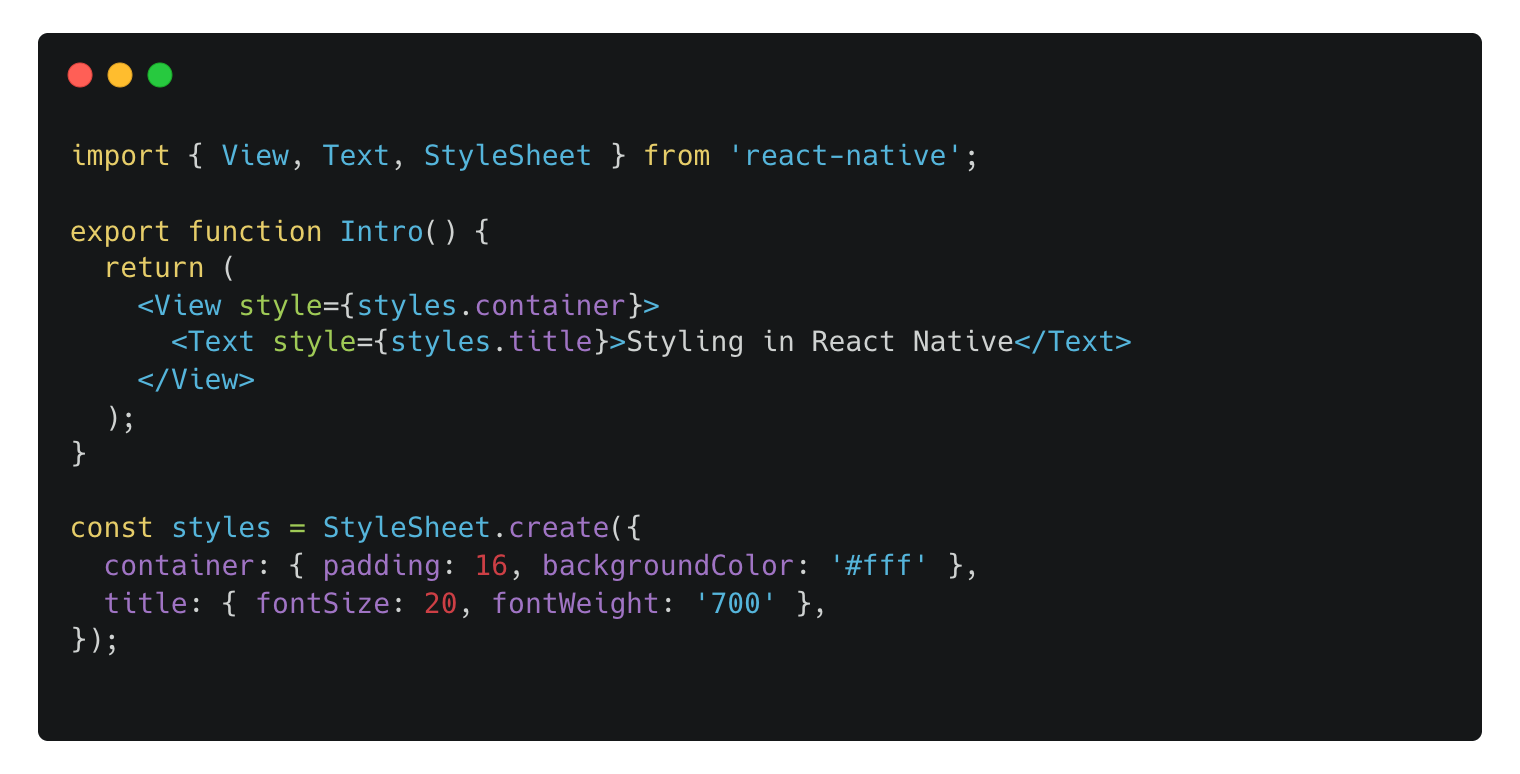 import { View, Text, StyleSheet } from 'react-native';

export function Intro() {
  return (
    <View style={styles.container}>
      <Text style={styles.title}>Styling in React Native</Text>
    </View>
  );
}

const styles = StyleSheet.create({
  container: { padding: 16, backgroundColor: '#fff' },
  title: { fontSize: 20, fontWeight: '700' },
});